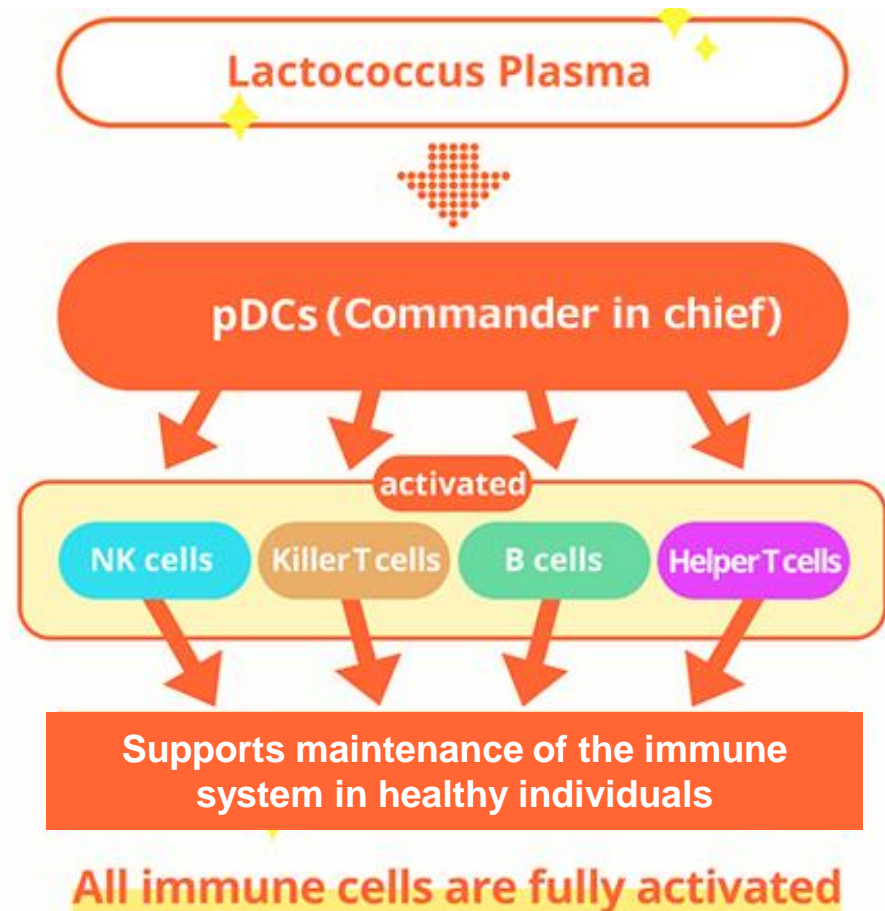 Lactococcus Plasma
pDCs (Commander in chief)
activated
NK cells
Killer T cells
B cells
Helper T cells
Supports maintenance of the immune
system in healthy individuals
All immune cells are fully activated